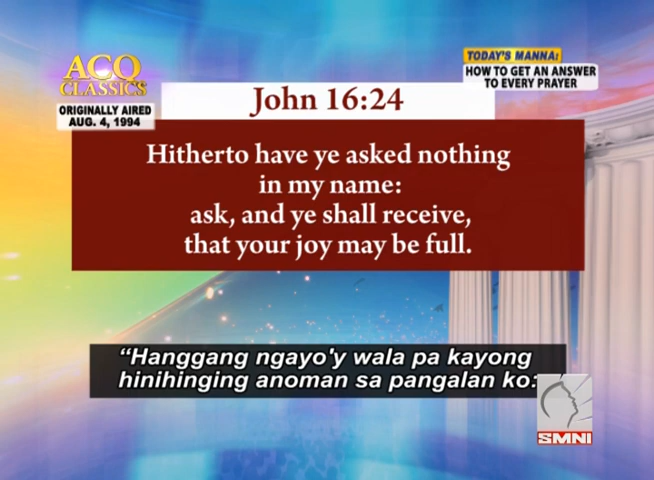 ACQ
CLASSICS
ORIGINALLY AIRED
AUG. 4, 1994
TODAY'S MANNA:
HOW TO GET AN ANSWER
TO EVERY PRAYER
John 16:24
Hitherto have ye asked nothing
in my name:
ask, and ye shall receive,
that your joy may be full.
“Hanggang ngayo'y wala pa kayong
hinihinging anoman sa pangalan ko:
SMNI